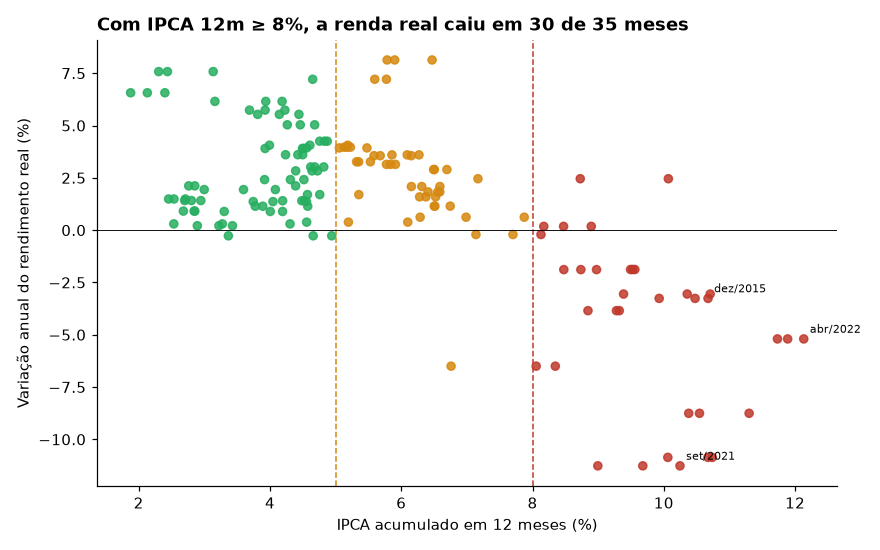 Com IPCA 12m ≥ 8%, a renda real caiu em 30 de 35 meses
Variação anual do rendimento real (%)
7.5
5.0
2.5
0.0
−2.5
−5.0
−7.5
−10.0
dez/2015
abr/2022
set/2021
2
4
6
8
10
12
IPCA acumulado em 12 meses (%)